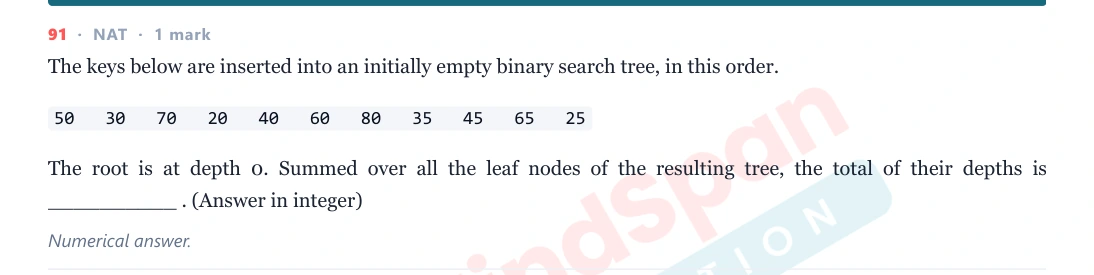 91 · NAT · 1 mark
The keys below are inserted into an initially empty binary search tree, in this order.
50 30 70 20 40 60 80 35 45 65 25
The root is at depth 0. Summed over all the leaf nodes of the resulting tree, the total of their depths is
____________ . (Answer in integer)
Numerical answer.